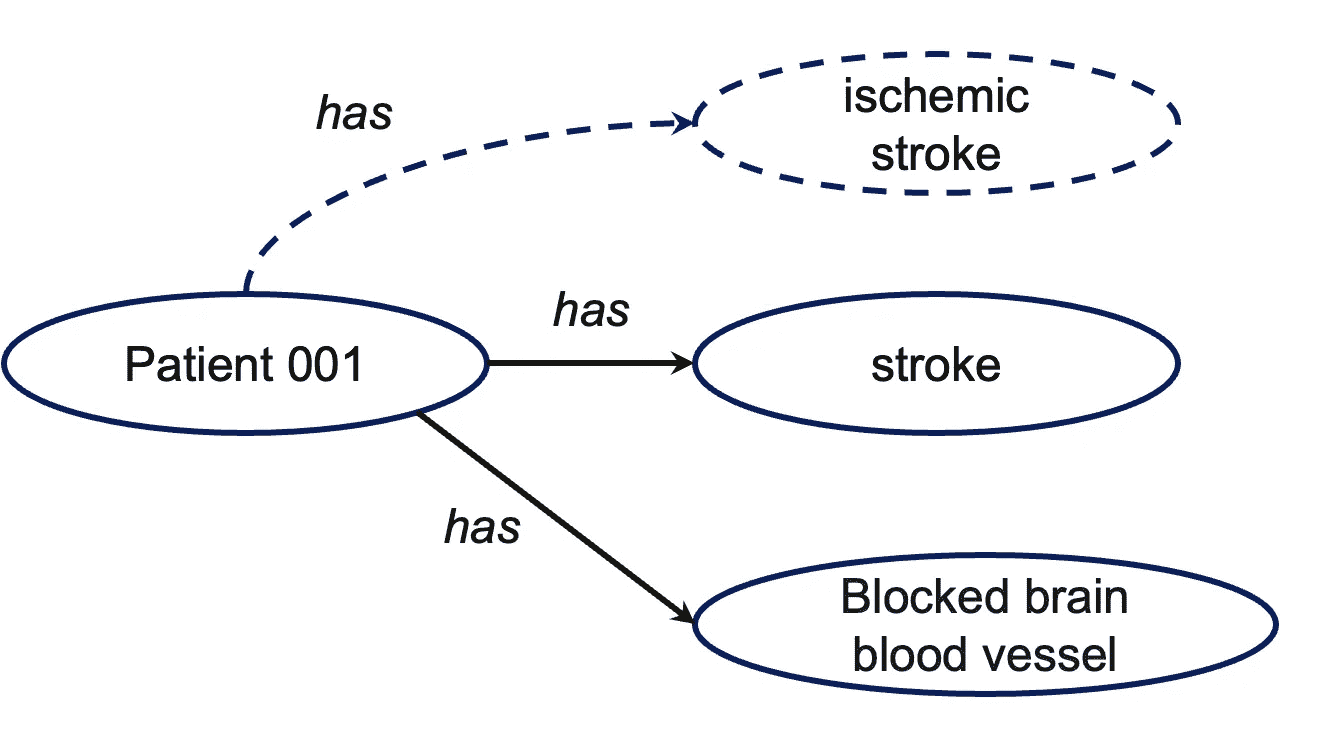 has
ischemic
stroke
has
Patient 001
stroke
has
Blocked brain
blood vessel